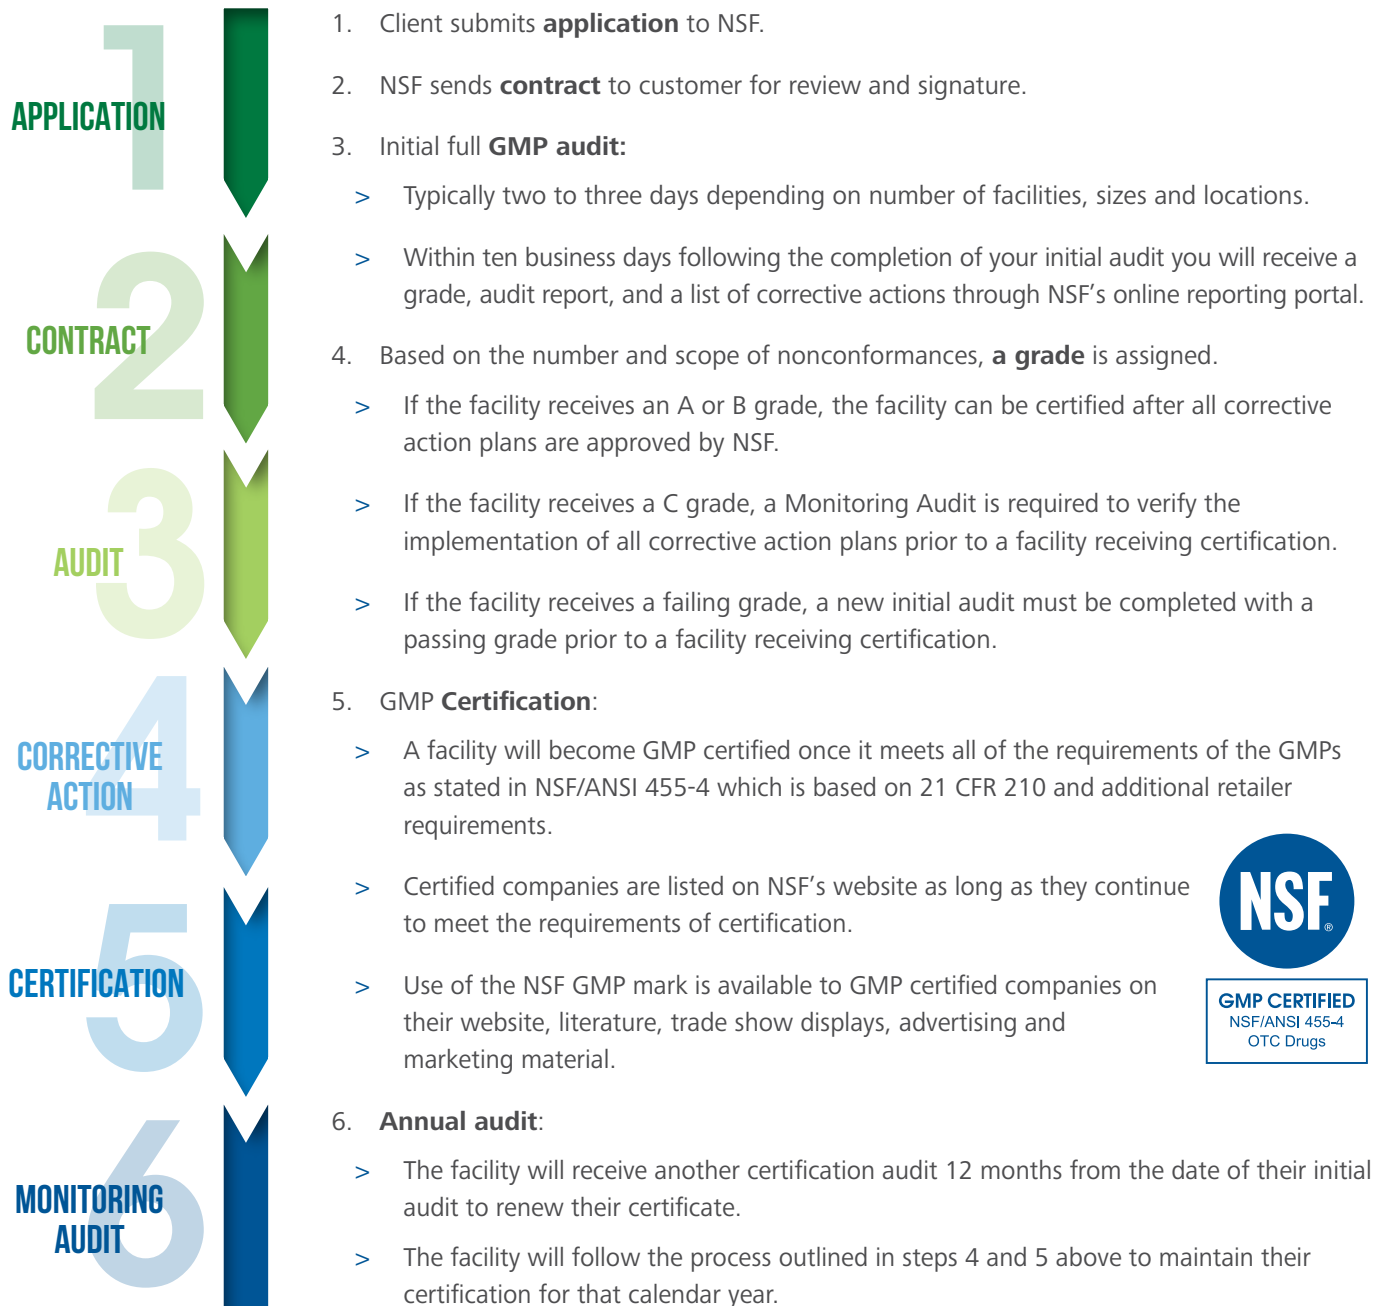 1
APPLICATION
2
CONTRACT
3
AUDIT
4
CORRECTIVE
ACTION
5
CERTIFICATION
6
MONITORING
AUDIT
1. Client submits application to NSF.
2. NSF sends contract to customer for review and signature.
3. Initial full GMP audit:
> Typically two to three days depending on number of facilities, sizes and locations.
> Within ten business days following the completion of your initial audit you will receive a
grade, audit report, and a list of corrective actions through NSF’s online reporting portal.
4. Based on the number and scope of nonconformances, a grade is assigned.
> If the facility receives an A or B grade, the facility can be certified after all corrective
action plans are approved by NSF.
> If the facility receives a C grade, a Monitoring Audit is required to verify the
implementation of all corrective action plans prior to a facility receiving certification.
> If the facility receives a failing grade, a new initial audit must be completed with a
passing grade prior to a facility receiving certification.
5. GMP Certification:
> A facility will become GMP certified once it meets all of the requirements of the GMPs
as stated in NSF/ANSI 455-4 which is based on 21 CFR 210 and additional retailer
requirements.
> Certified companies are listed on NSF’s website as long as they continue
to meet the requirements of certification.
> Use of the NSF GMP mark is available to GMP certified companies on
their website, literature, trade show displays, advertising and
marketing material.
NSF®
GMP CERTIFIED
NSF/ANSI 455-4
OTC Drugs
6. Annual audit:
> The facility will receive another certification audit 12 months from the date of their initial
audit to renew their certificate.
> The facility will follow the process outlined in steps 4 and 5 above to maintain their
certification for that calendar year.